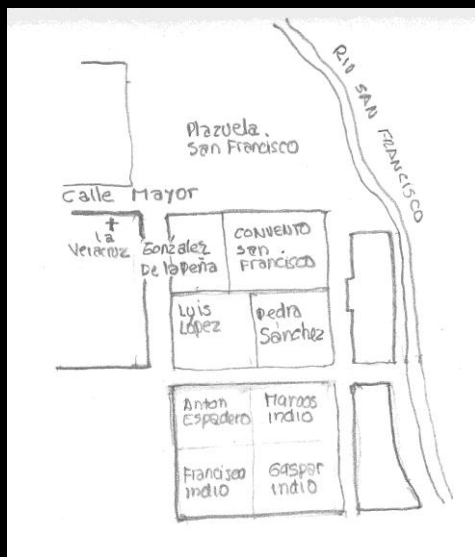 RIO SAN FRANCISCO
Plazuela.
San Francisco
Calle Mayor
la
Veracruz
Gonzalez
De la Peña
CONVENTO
San.
Francisco
Luis
López
Pedro
Sánchez
Anton
Espadero
Marcos
indio
Francisco
indio
Gaspar
indio